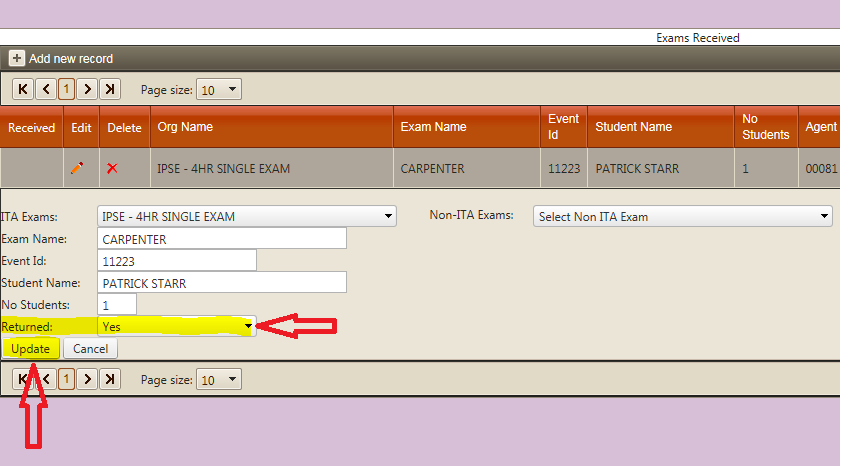 Exams Received
Add new record
1 Page size: 10
Received Edit Delete Org Name Exam Name Event Id Student Name No Students Agent
IPSE - 4HR SINGLE EXAM CARPENTER 11223 PATRICK STARR 1 00081
ITA Exams: IPSE - 4HR SINGLE EXAM Non-ITA Exams: Select Non ITA Exam
Exam Name: CARPENTER
Event Id: 11223
Student Name: PATRICK STARR
No Students: 1
Returned: Yes
Update Cancel
1 Page size: 10